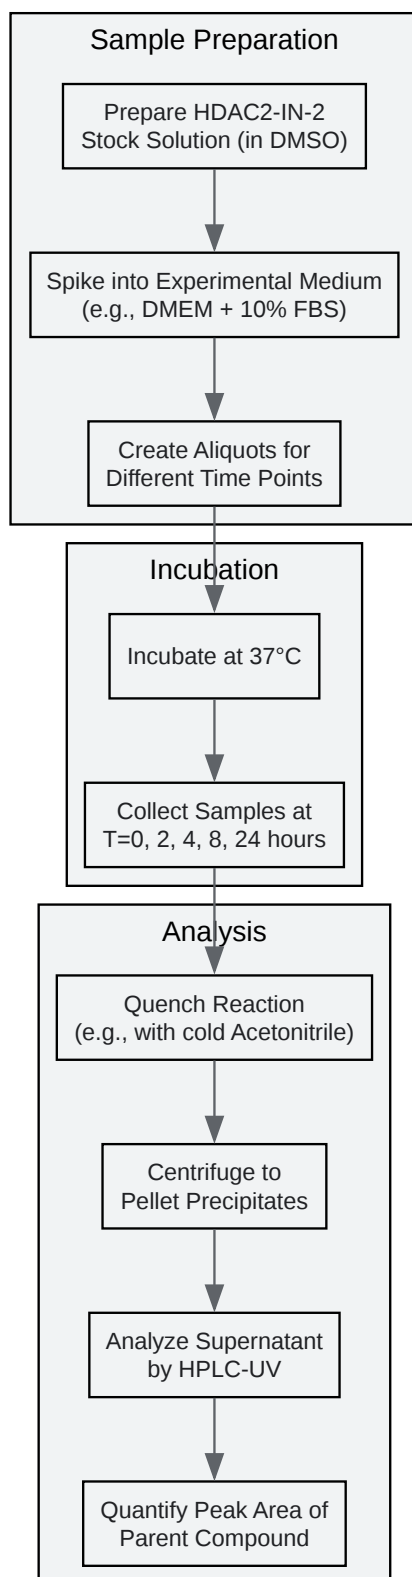 Sample Preparation
Prepare HDAC2-IN-2
Stock Solution (in DMSO)
Spike into Experimental Medium
(e.g., DMEM + 10% FBS)
Create Aliquots for
Different Time Points
Incubation
Incubate at 37°C
Collect Samples at
T=0, 2, 4, 8, 24 hours
Analysis
Quench Reaction
(e.g., with cold Acetonitrile)
Centrifuge to
Pellet Precipitates
Analyze Supernatant
by HPLC-UV
Quantify Peak Area of
Parent Compound